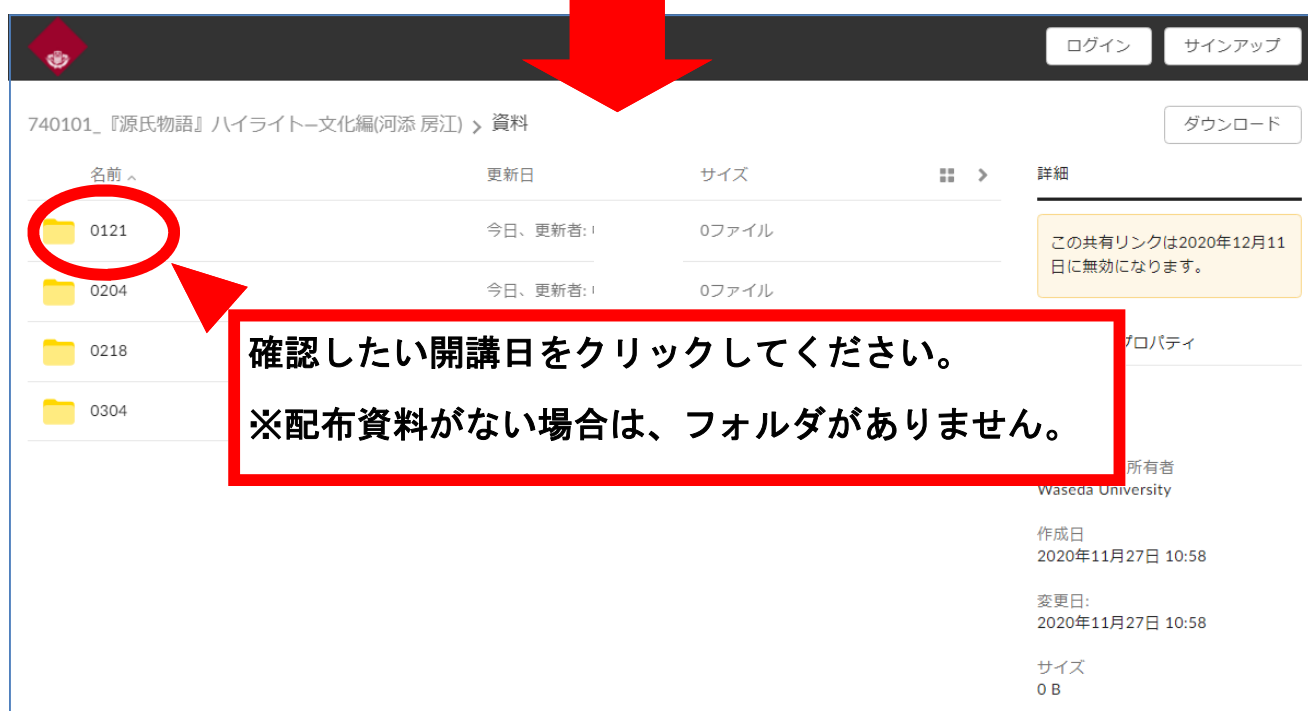 ログイン サインアップ
740101_『源氏物語』ハイライト―文化編(河添 房江) > 資料
ダウンロード
名前 更新日 サイズ
詳細
0121 今日、更新者: 0ファイル
この共有リンクは2020年12月11
日に無効になります。
0204 今日、更新者: 0ファイル
0218
0304
確認したい開講日をクリックしてください。
※配布資料がない場合は、フォルダがありません。
プロパティ
所有者
Waseda University
作成日
2020年11月27日 10:58
変更日:
2020年11月27日 10:58
サイズ
0 B